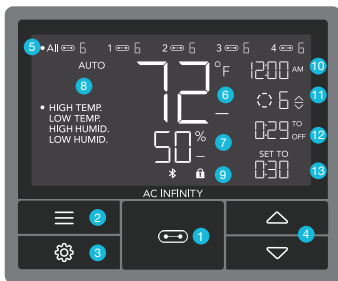 5 • All 6 1 6 2 6 3 6 4 6
AUTO
8
• HIGH TEMP.
LOW TEMP.
HIGH HUMID.
LOW HUMID.
72 °F
6
50 %
7
9
12:00 AM 10
6 11
0:29 TO OFF 12
SET TO
0:30 13
AC INFINITY
2
3
1
4